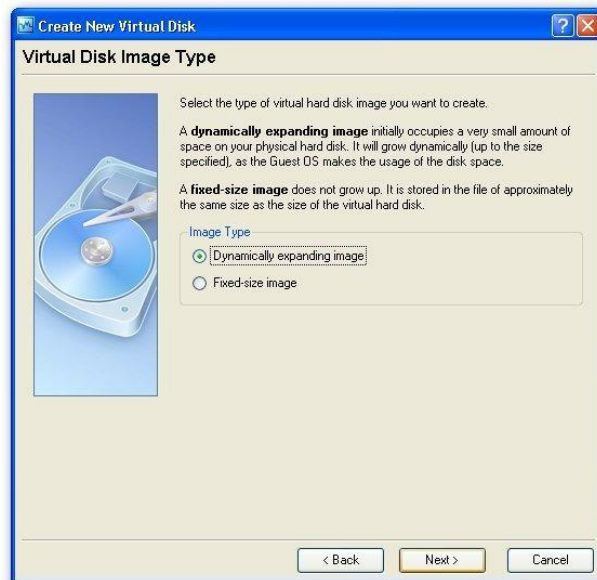 Create New Virtual Disk
Virtual Disk Image Type
Select the type of virtual hard disk image you want to create.
A dynamically expanding image initially occupies a very small amount of
space on your physical hard disk. It will grow dynamically (up to the size
specified), as the Guest OS makes the usage of the disk space.
A fixed-size image does not grow up. It is stored in the file of approximately
the same size as the size of the virtual hard disk.
Image Type
Dynamically expanding image
Fixed-size image
< Back Next > Cancel